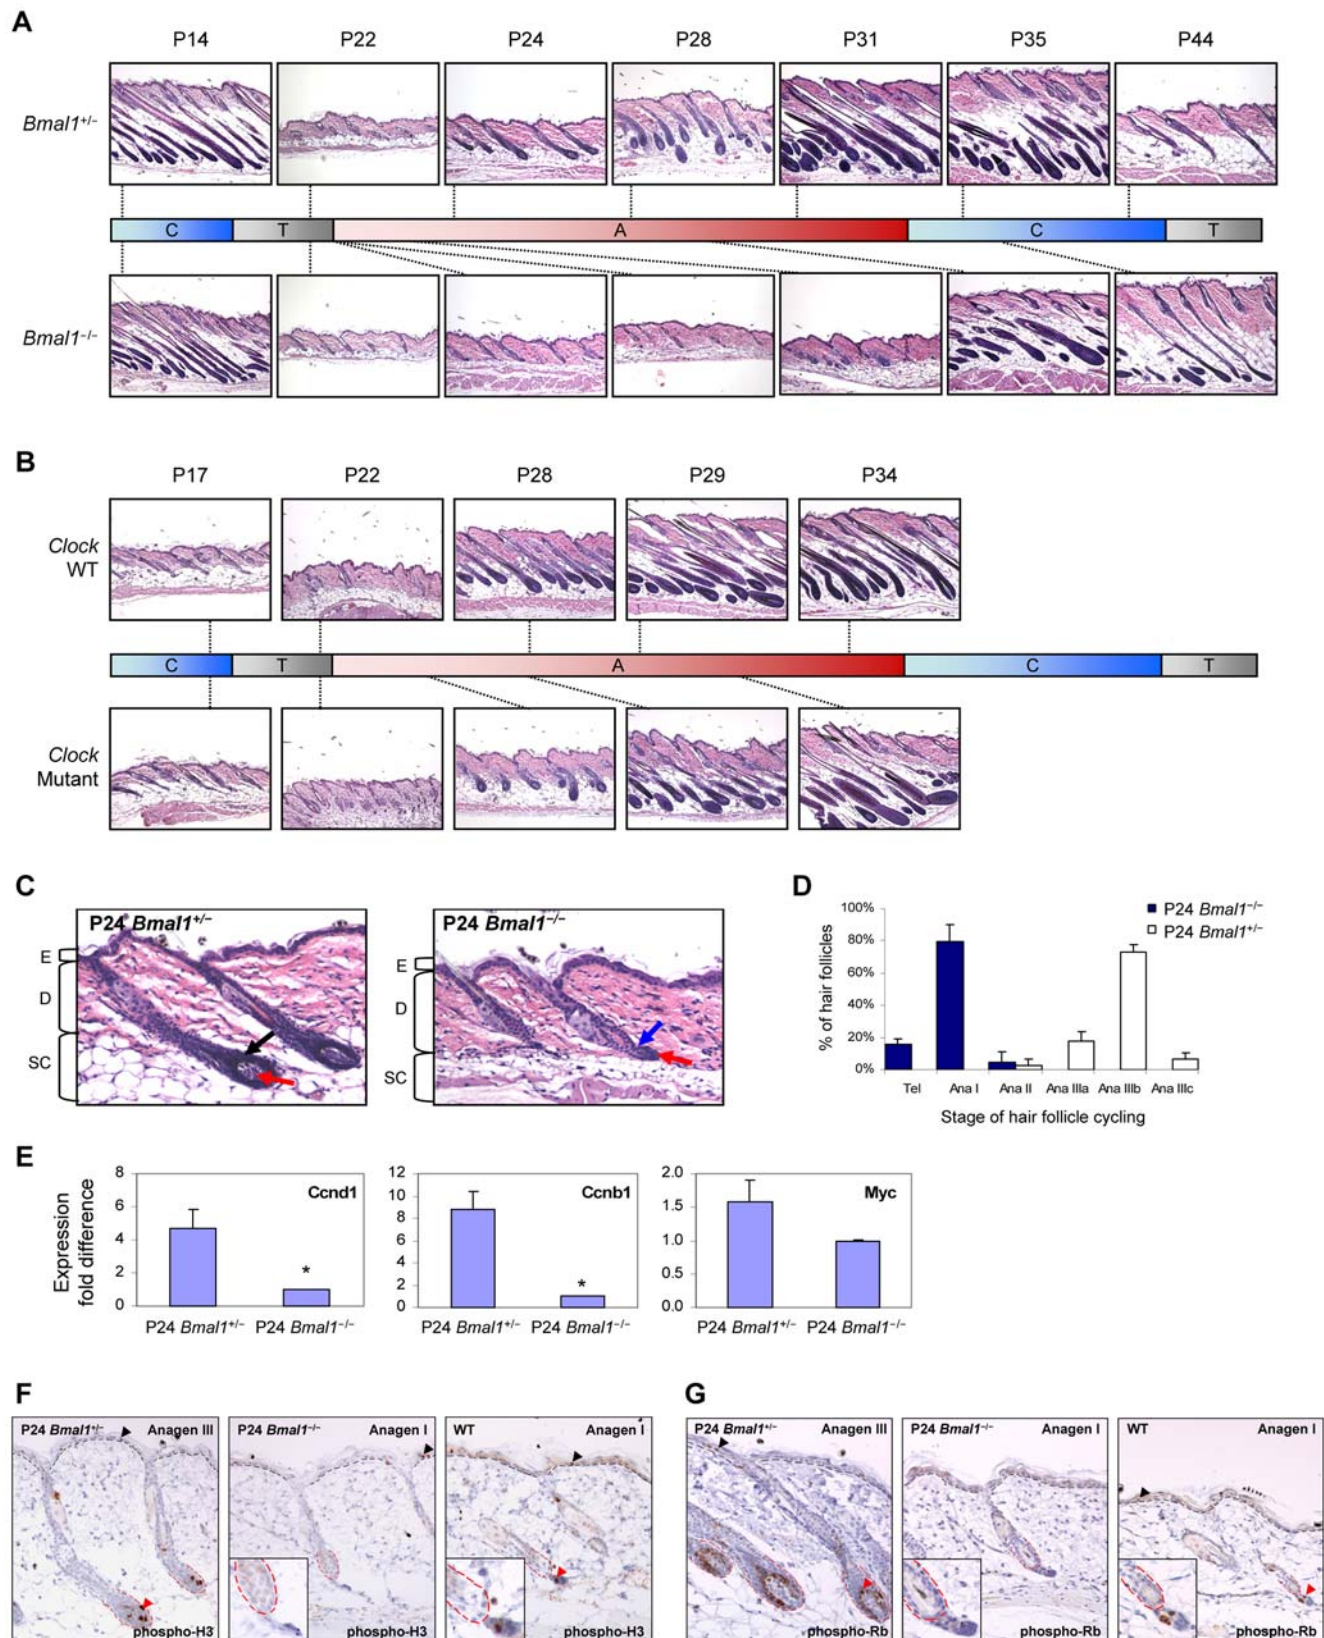 A
P14 P22 P24 P28 P31 P35 P44
Bmal1+/−
C T A C T
Bmal1−/−
B
P17 P22 P28 P29 P34
Clock
WT
C T A C T
Clock
Mutant
C
P24 Bmal1+/− P24 Bmal1−/−
E
D
SC
E
D
SC
D
P24 Bmal1−/−
P24 Bmal1+/−
% of hair follicles
100%
80%
60%
40%
20%
0%
Tel Ana I Ana II Ana IIIa Ana IIIb Ana IIIc
Stage of hair follicle cycling
E
Expression
fold difference
8
6
4
2
0
Ccnd1
*
P24 Bmal1+/− P24 Bmal1−/−
12
10
8
6
4
2
0
Ccnb1
*
P24 Bmal1+/− P24 Bmal1−/−
2.0
1.5
1.0
0.5
0.0
Myc
P24 Bmal1+/− P24 Bmal1−/−
F
P24 Bmal1+/− Anagen III
phospho-H3
P24 Bmal1−/− Anagen I
phospho-H3
WT Anagen I
phospho-H3
G
P24 Bmal1+/− Anagen III
phospho-Rb
P24 Bmal1−/− Anagen I
phospho-Rb
WT Anagen I
phospho-Rb